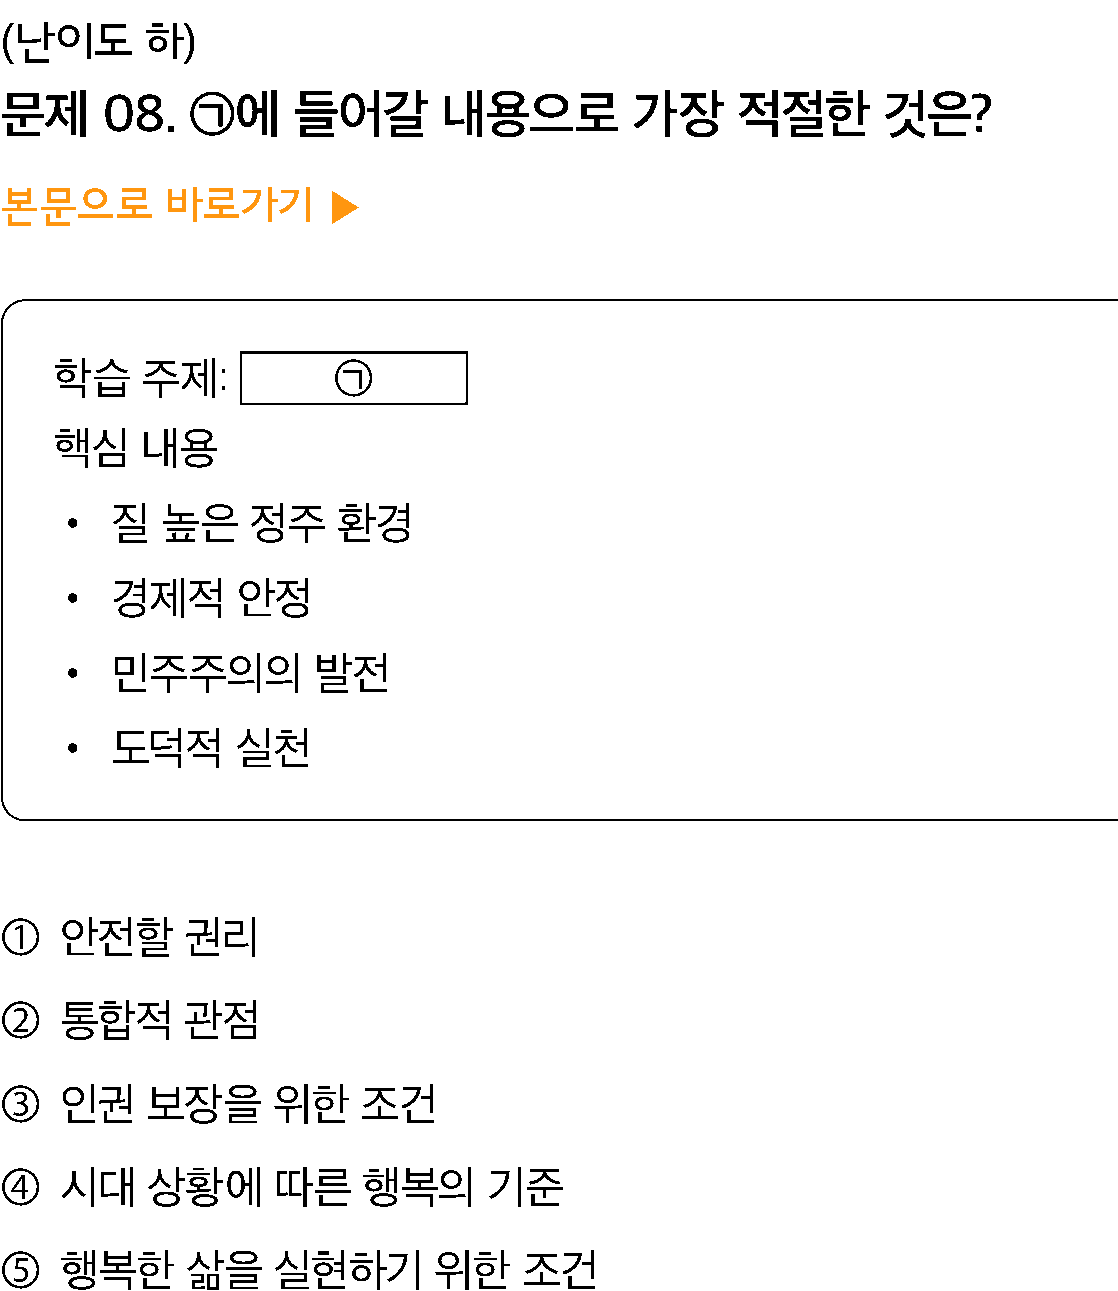 (난이도 하)
문제 08. ㉠에 들어갈 내용으로 가장 적절한 것은?
본문으로 바로가기 ▶
학습 주제: ㉠
핵심 내용
• 질 높은 정주 환경
• 경제적 안정
• 민주주의의 발전
• 도덕적 실천
① 안전할 권리
② 통합적 관점
③ 인권 보장을 위한 조건
④ 시대 상황에 따른 행복의 기준
⑤ 행복한 삶을 실현하기 위한 조건